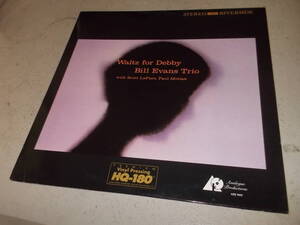 STEREO RIVERSIDE
Waltz for Debby
Bill Evans Trio
with Scott LaFaro, Paul Motian
Vinyl Pressing
HQ-180
Analogue
Productions